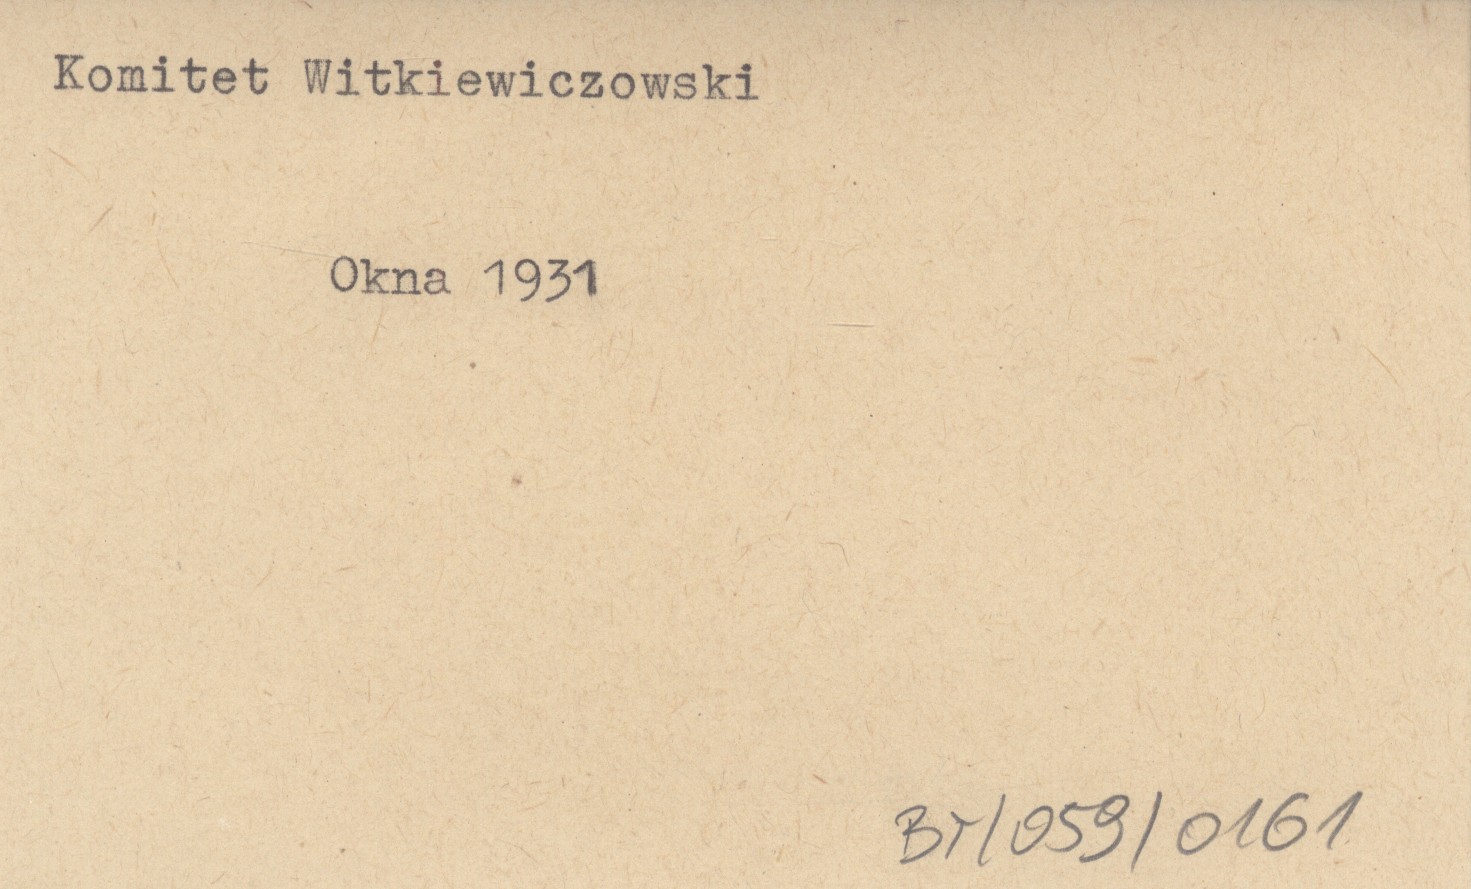 Komitet Witkiewiczowski
Okna 1931
BT/059/0161